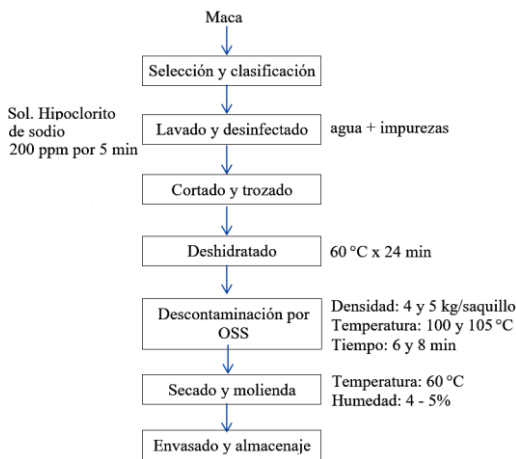 Maca
Selección y clasificación
Sol. Hipoclorito
de sodio
200 ppm por 5 min
Lavado y desinfectado
agua + impurezas
Cortado y trozado
Deshidratado
60 °C x 24 min
Descontaminación por
OSS
Densidad: 4 y 5 kg/saquillo
Temperatura: 100 y 105 °C
Tiempo: 6 y 8 min
Secado y molienda
Temperatura: 60 °C
Humedad: 4 - 5%
Envasado y almacenaje